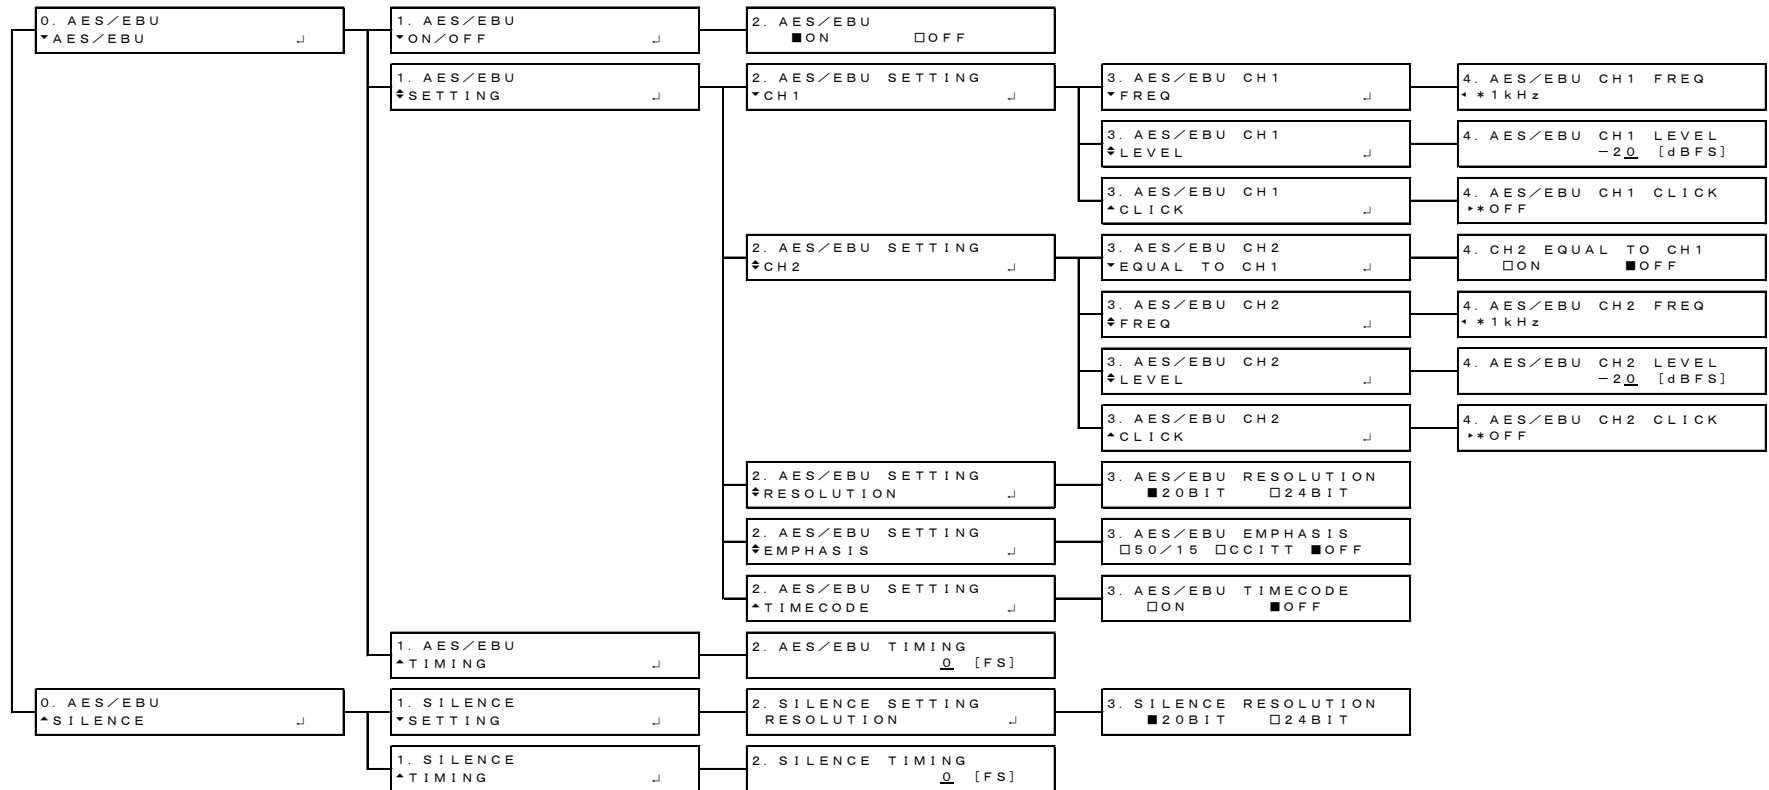 0. AES/EBU
▾AES/EBU ↵
1. AES/EBU
▾ON/OFF ↵
2. AES/EBU
■ON □OFF
1. AES/EBU
♦SETTING ↵
2. AES/EBU SETTING
▾CH1 ↵
3. AES/EBU CH1
▾FREQ ↵
4. AES/EBU CH1 FREQ
◂ *1kHz
3. AES/EBU CH1
♦LEVEL ↵
4. AES/EBU CH1 LEVEL
-20 [dBFS]
3. AES/EBU CH1
▴CLICK ↵
4. AES/EBU CH1 CLICK
▸*OFF
2. AES/EBU SETTING
♦CH2 ↵
3. AES/EBU CH2
▾EQUAL TO CH1 ↵
4. CH2 EQUAL TO CH1
□ON ■OFF
3. AES/EBU CH2
♦FREQ ↵
4. AES/EBU CH2 FREQ
◂ *1kHz
3. AES/EBU CH2
♦LEVEL ↵
4. AES/EBU CH2 LEVEL
-20 [dBFS]
3. AES/EBU CH2
▴CLICK ↵
4. AES/EBU CH2 CLICK
▸*OFF
2. AES/EBU SETTING
♦RESOLUTION ↵
3. AES/EBU RESOLUTION
■20BIT □24BIT
2. AES/EBU SETTING
♦EMPHASIS ↵
3. AES/EBU EMPHASIS
□50/15 □CCITT ■OFF
2. AES/EBU SETTING
▴TIMECODE ↵
3. AES/EBU TIMECODE
□ON ■OFF
1. AES/EBU
▴TIMING ↵
2. AES/EBU TIMING
0 [FS]
0. AES/EBU
▴SILENCE ↵
1. SILENCE
▾SETTING ↵
2. SILENCE SETTING
RESOLUTION ↵
3. SILENCE RESOLUTION
■20BIT □24BIT
1. SILENCE
▴TIMING ↵
2. SILENCE TIMING
0 [FS]